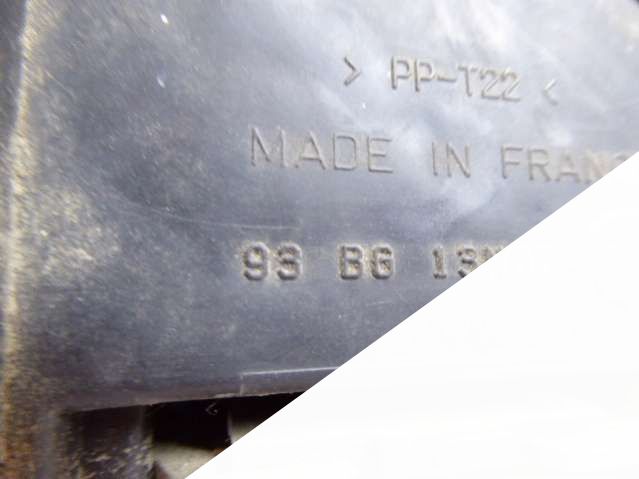 > PP-T22 <
MADE IN
93 BG